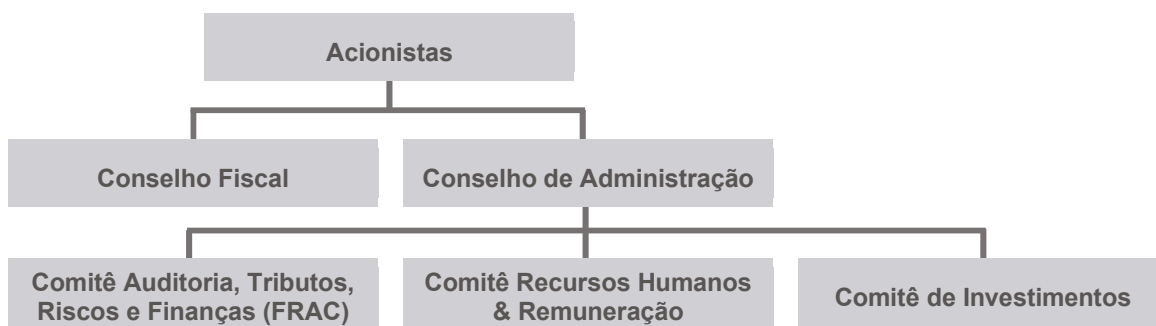 Acionistas
Conselho Fiscal
Conselho de Administração
Comitê Auditoria, Tributos,
Riscos e Finanças (FRAC)
Comitê Recursos Humanos
& Remuneração
Comitê de Investimentos